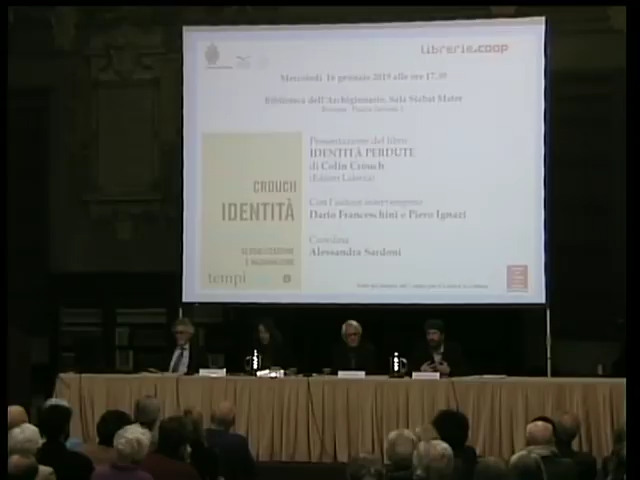 librerie.coop
Mercoledì 16 gennaio 2019 alle ore 17.30
Biblioteca dell'Archiginnasio, Sala Stabat Mater
Presentazione del libro
IDENTITÀ PERDUTE
di Colin Crouch
(Editori Laterza)
CROUCH
IDENTITÀ
Con l'autore intervengono
Dario Franceschini e Piero Ignazi
GLOBALIZZAZIONE
E NAZIONALISMO
Coordina
Alessandra Sardoni
tempi